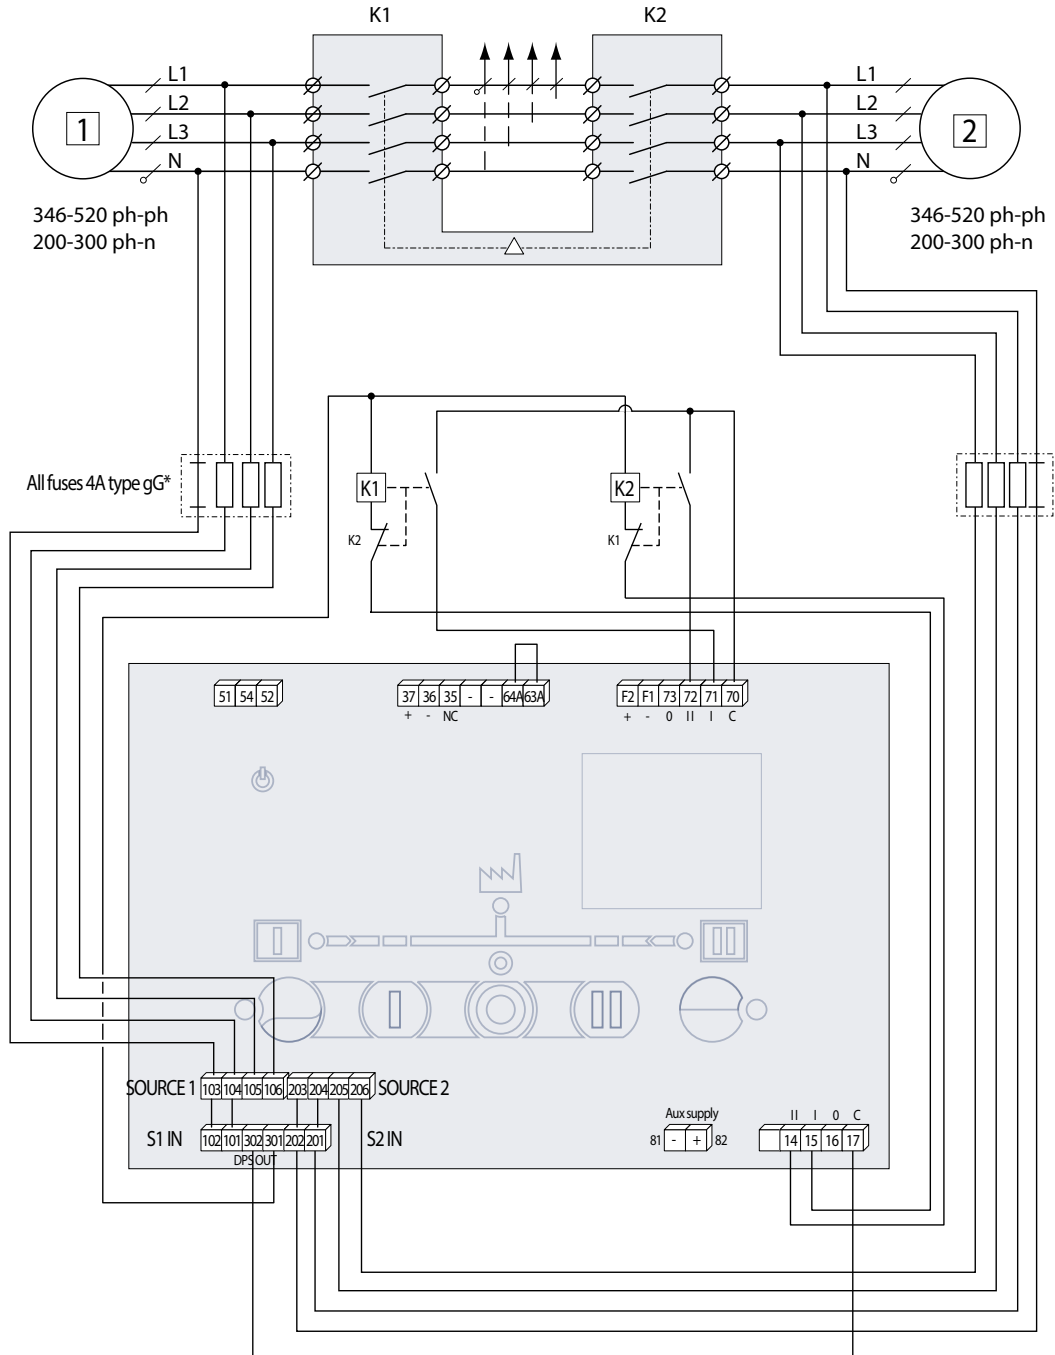 K1 K2
L1 L1
L2 L2
1 2
L3 L3
N N
346-520 ph-ph 346-520 ph-ph
200-300 ph-n 200-300 ph-n
All fuses 4A type gG*
K1 K2
K2 K1
51 54 52 37 36 35 - - 64A 63A F2 F1 73 72 71 70
+ - NC + - 0 II I C
SOURCE 1 103 104 105 106 203 204 205 206 SOURCE 2
Aux supply II I 0 C
S1 IN 102 101 302 301 202 201 S2 IN 81 - + 82 14 15 16 17
DPS OUT